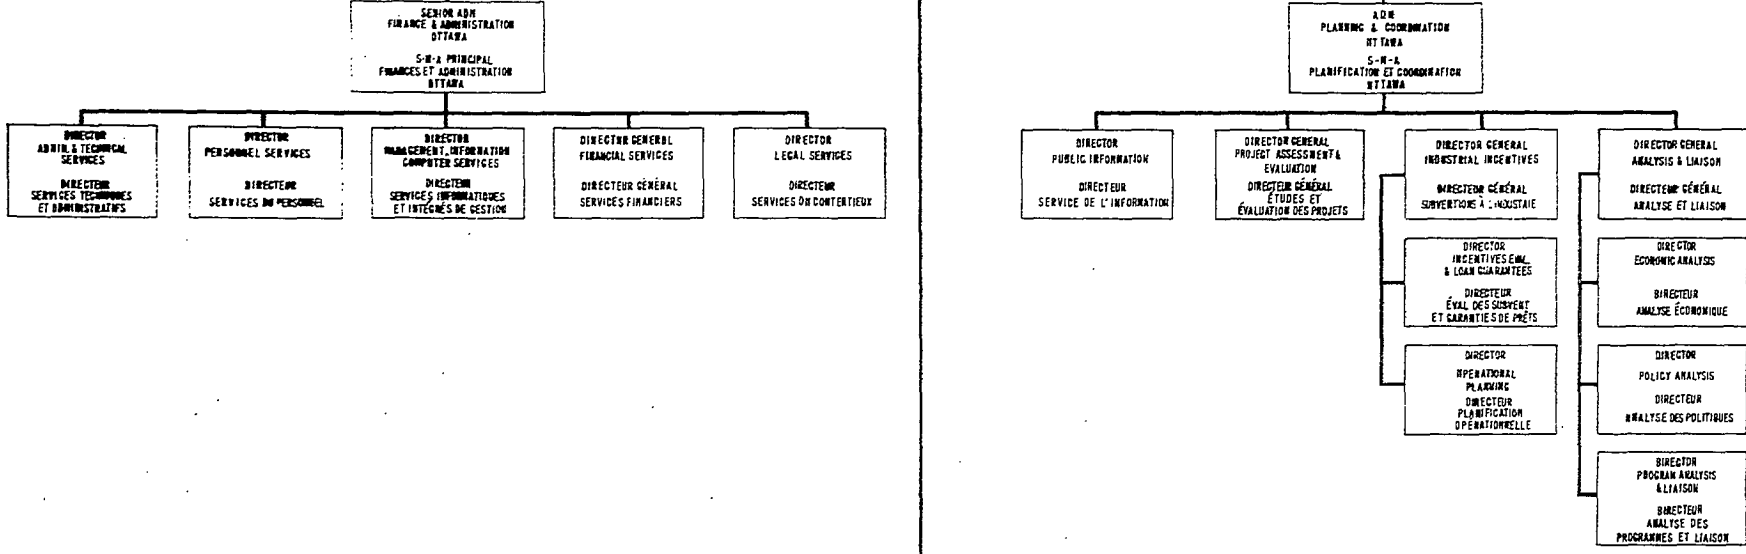 SENIOR ADM
FINANCE & ADMINISTRATION
OTTAWA
S-M-A PRINCIPAL
FINANCES ET ADMINISTRATION
OTTAWA
DIRECTOR
ADMIN. & TECHNICAL
SERVICES
DIRECTEUR
SERVICES TECHNIQUES
ET ADMINISTRATIFS
DIRECTOR
PERSONNEL SERVICES
DIRECTEUR
SERVICES DU PERSONNEL
DIRECTOR
MANAGEMENT, INFORMATION
COMPUTER SERVICES
DIRECTEUR
SERVICES INFORMATIQUES
ET INTÉGRÉS DE GESTION
DIRECTOR GENERAL
FINANCIAL SERVICES
DIRECTEUR GÉNÉRAL
SERVICES FINANCIERS
DIRECTOR
LEGAL SERVICES
DIRECTEUR
SERVICES DU CONTENTIEUX
ADM
PLANNING & COORDINATION
OTTAWA
S-M-A
PLANIFICATION ET COORDINATION
OTTAWA
DIRECTOR
PUBLIC INFORMATION
DIRECTEUR
SERVICE DE L'INFORMATION
DIRECTOR GENERAL
PROJECT ASSESSMENT &
EVALUATION
DIRECTEUR GÉNÉRAL
ÉTUDES ET
ÉVALUATION DES PROJETS
DIRECTOR GENERAL
INDUSTRIAL INCENTIVES
DIRECTEUR GÉNÉRAL
SUBVENTIONS À L'INDUSTRIE
DIRECTOR
INCENTIVES EVAL
& LOAN GUARANTEES
DIRECTEUR
ÉVAL DES SUBVENT
ET GARANTIES DE PRÊTS
DIRECTOR
OPERATIONAL
PLANNING
DIRECTEUR
PLANIFICATION
OPÉRATIONNELLE
DIRECTOR GENERAL
ANALYSIS & LIAISON
DIRECTEUR GÉNÉRAL
ANALYSE ET LIAISON
DIRECTOR
ECONOMIC ANALYSIS
DIRECTEUR
ANALYSE ÉCONOMIQUE
DIRECTOR
POLICY ANALYSIS
DIRECTEUR
ANALYSE DES POLITIQUES
DIRECTOR
PROGRAM ANALYSIS
& LIAISON
DIRECTEUR
ANALYSE DES
PROGRAMMES ET LIAISON